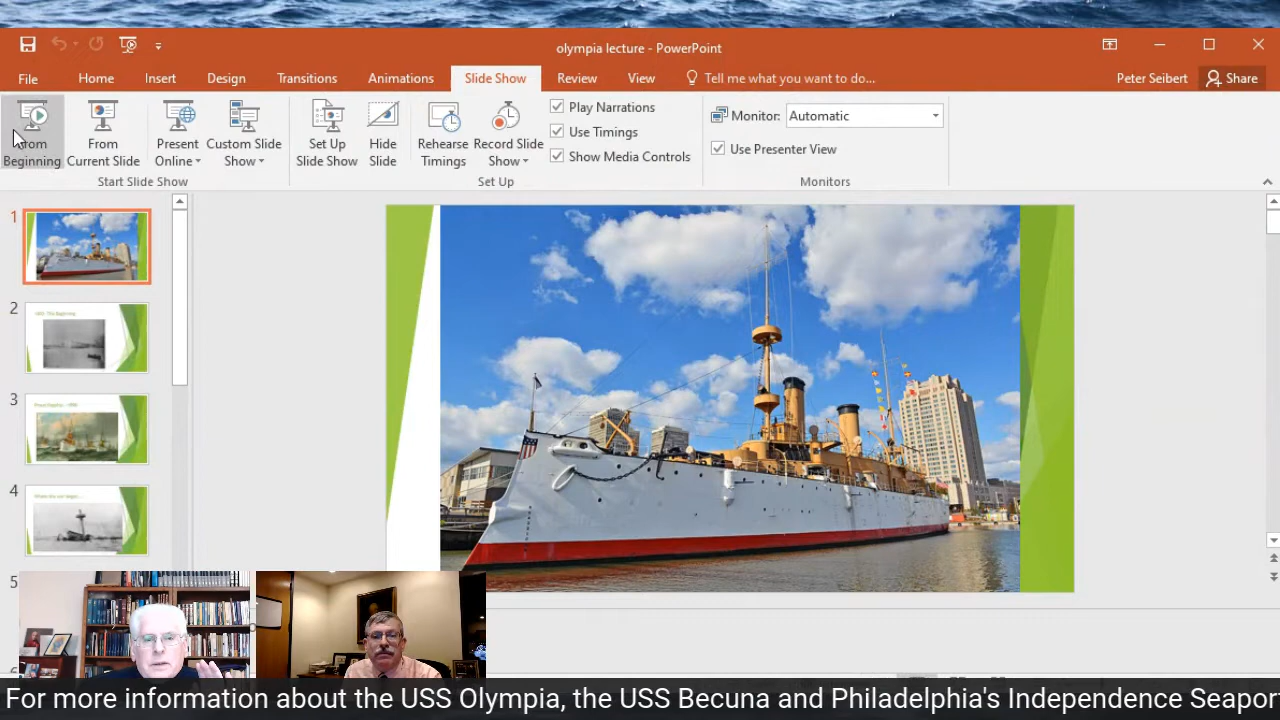 olympia lecture - PowerPoint
File Home Insert Design Transitions Animations Slide Show Review View Tell me what you want to do... Peter Seibert Share
From Beginning
From Current Slide
Present Online
Custom Slide Show
Set Up Slide Show
Hide Slide
Rehearse Timings
Record Slide Show
Play Narrations
Use Timings
Show Media Controls
Monitor: Automatic
Use Presenter View
Start Slide Show
Set Up
Monitors
1
2
3
4
5
For more information about the USS Olympia, the USS Becuna and Philadelphia's Independence Seapor